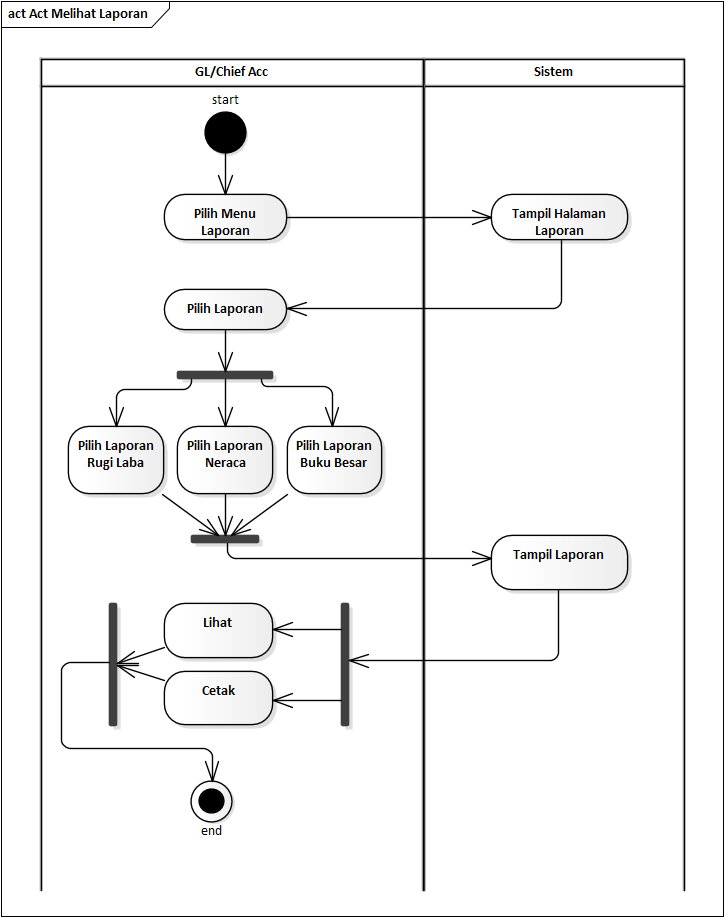 act Act Melihat Laporan
GL/Chief Acc
Sistem
start
Pilih Menu
Laporan
Tampil Halaman
Laporan
Pilih Laporan
Pilih Laporan
Rugi Laba
Pilih Laporan
Neraca
Pilih Laporan
Buku Besar
Tampil Laporan
Lihat
Cetak
end